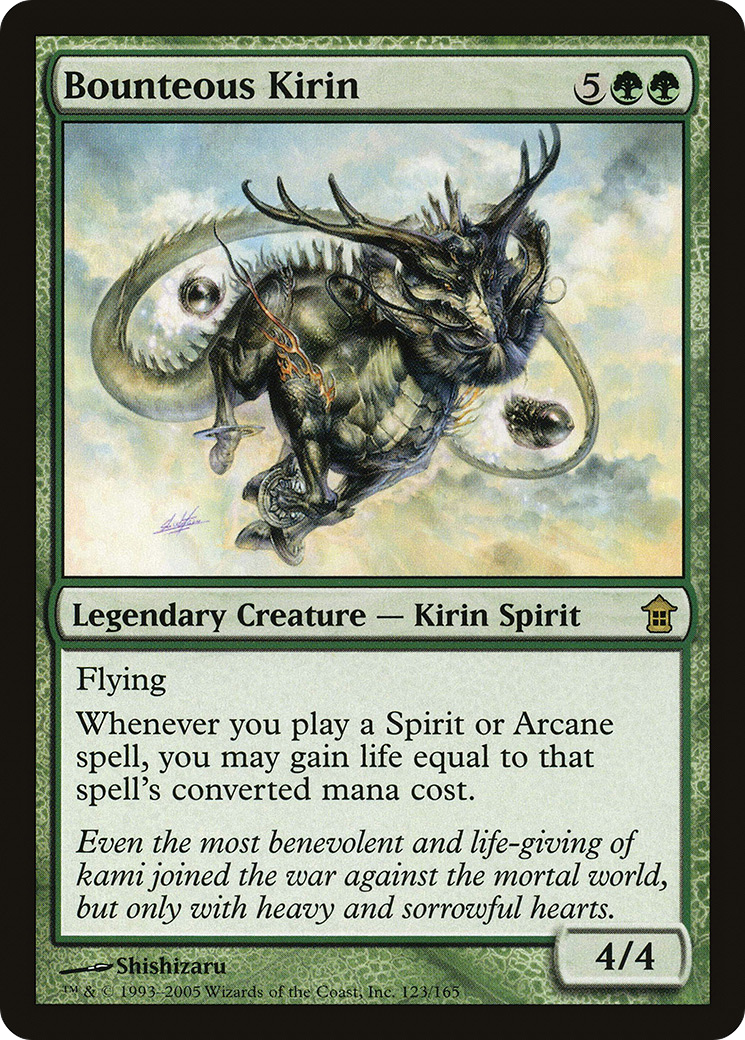 Bounteous Kirin 5
Legendary Creature — Kirin Spirit
Flying
Whenever you play a Spirit or Arcane
spell, you may gain life equal to that
spell's converted mana cost.
Even the most benevolent and life-giving of
kami joined the war against the mortal world,
but only with heavy and sorrowful hearts.
4/4
Shishizaru
™ & © 1993–2005 Wizards of the Coast, Inc. 123/165